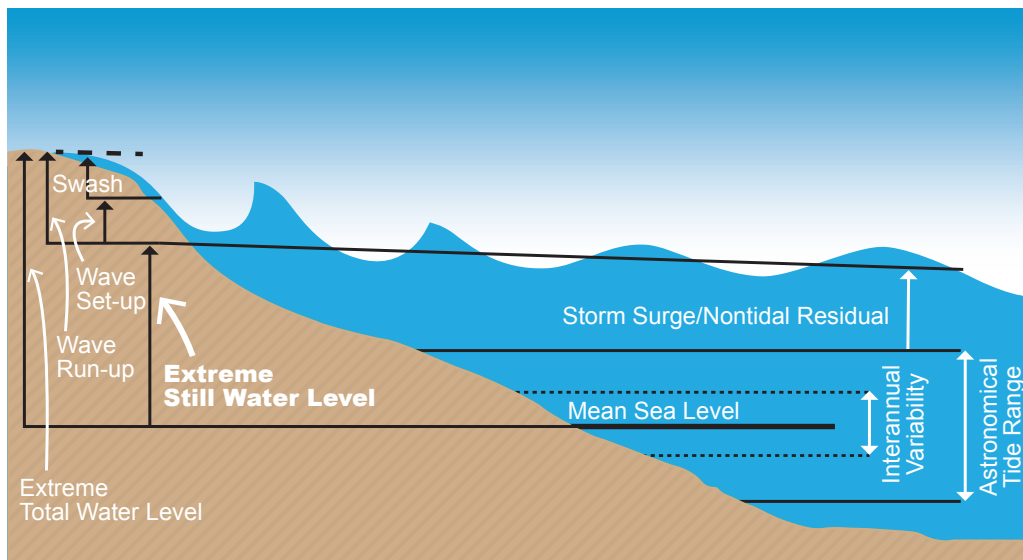 Swash
Wave
Set-up
Wave
Run-up
Extreme
Still Water Level
Extreme
Total Water Level
Storm Surge/Nontidal Residual
Mean Sea Level
Interannual
Variability
Astronomical
Tide Range